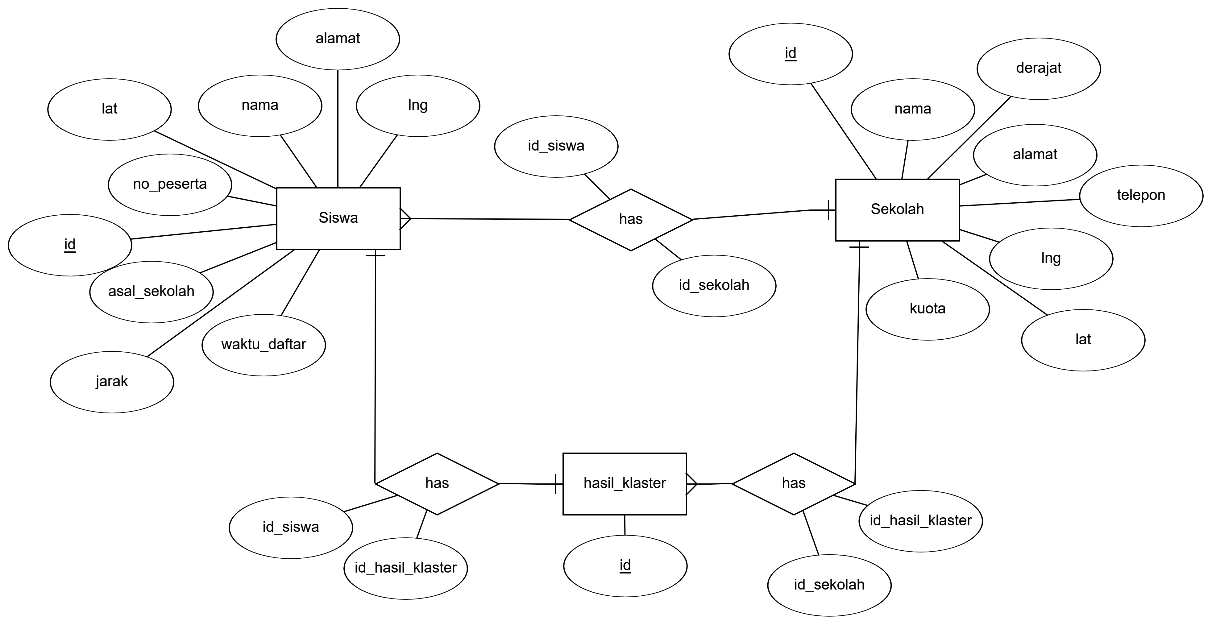 alamat
id
derajat
lat
nama
lng
nama
id_siswa
alamat
no_peserta
telepon
Siswa
has
Sekolah
id
lng
asal_sekolah
id_sekolah
kuota
waktu_daftar
lat
jarak
has
hasil_klaster
has
id_siswa
id_hasil_klaster
id_hasil_klaster
id
id_sekolah